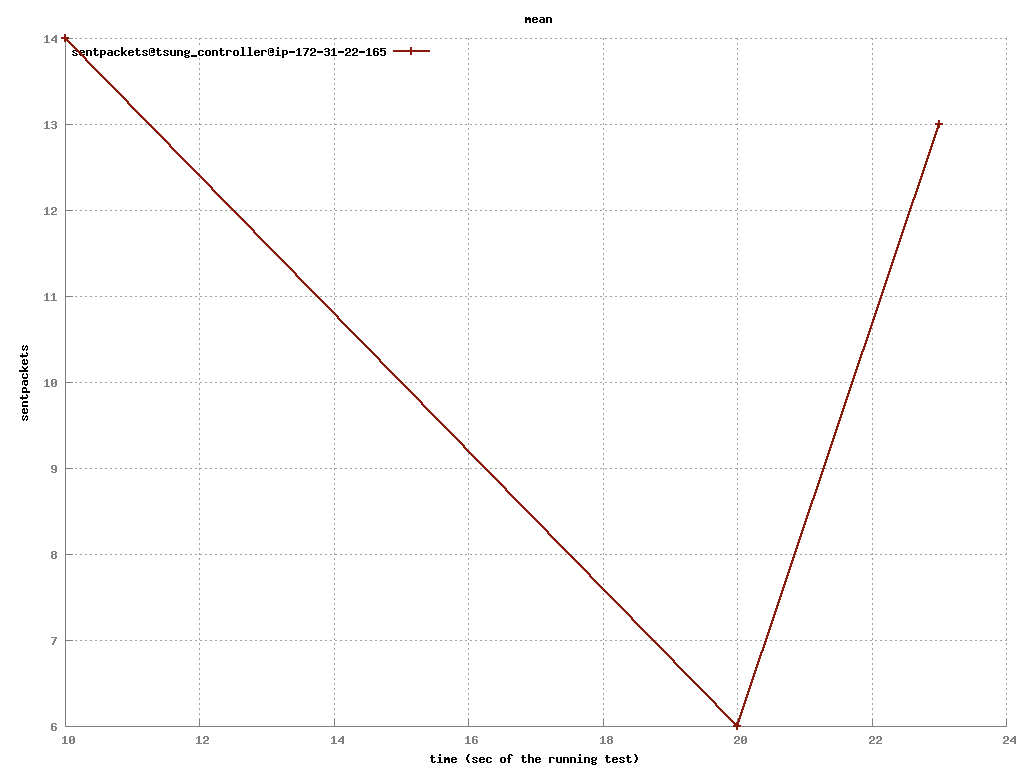 mean
14
sentpackets@tsung_controller@ip-172-31-22-165
13
12
11
10
9
8
7
6
sentpackets
10 12 14 16 18 20 22 24
time (sec of the running test)